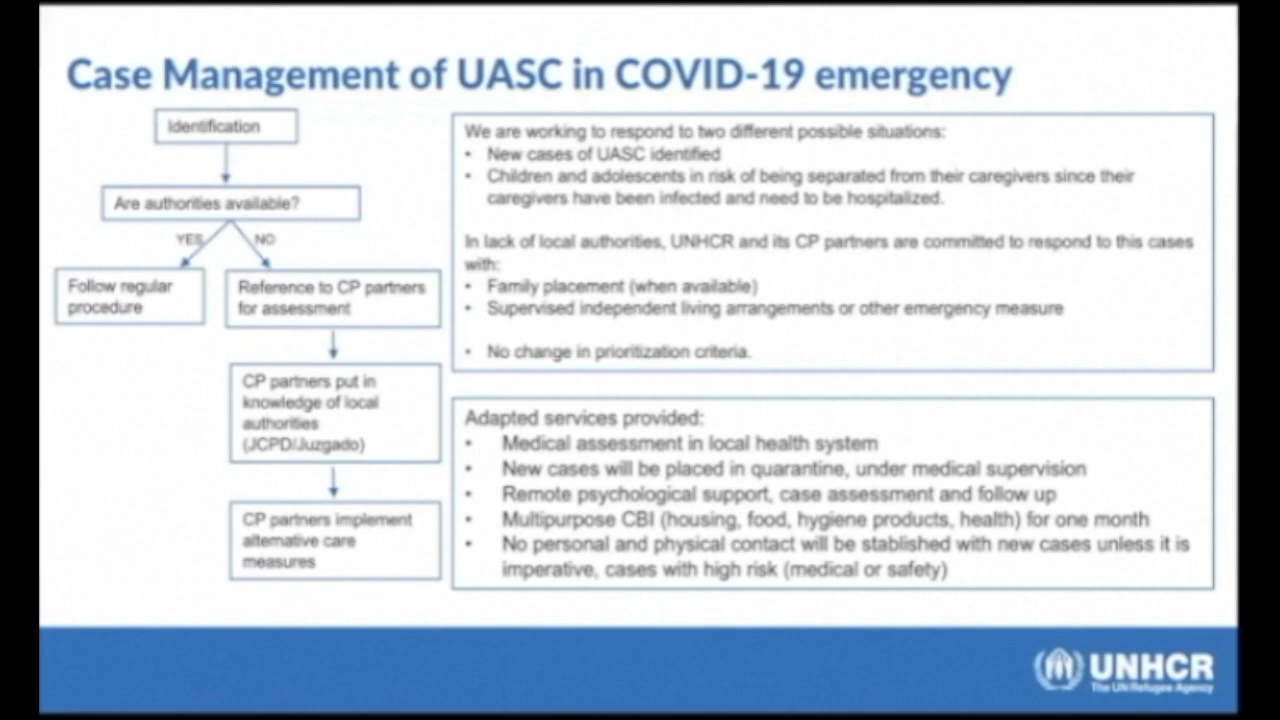 Case Management of UASC in COVID-19 emergency
Identification
Are authorities available?
YES
NO
Follow regular
procedure
Reference to CP partners
for assessment
CP partners put in
knowledge of local
authorities
(JCPD/Juzgado)
CP partners implement
alternative care
measures
We are working to respond to two different possible situations:
• New cases of UASC identified
• Children and adolescents in risk of being separated from their caregivers since their
caregivers have been infected and need to be hospitalized.
In lack of local authorities, UNHCR and its CP partners are committed to respond to this cases
with:
• Family placement (when available)
• Supervised independent living arrangements or other emergency measure
• No change in prioritization criteria.
Adapted services provided:
• Medical assessment in local health system
• New cases will be placed in quarantine, under medical supervision
• Remote psychological support, case assessment and follow up
• Multipurpose CBI (housing, food, hygiene products, health) for one month
• No personal and physical contact will be stablished with new cases unless it is
imperative, cases with high risk (medical or safety)
UNHCR
The UN Refugee Agency